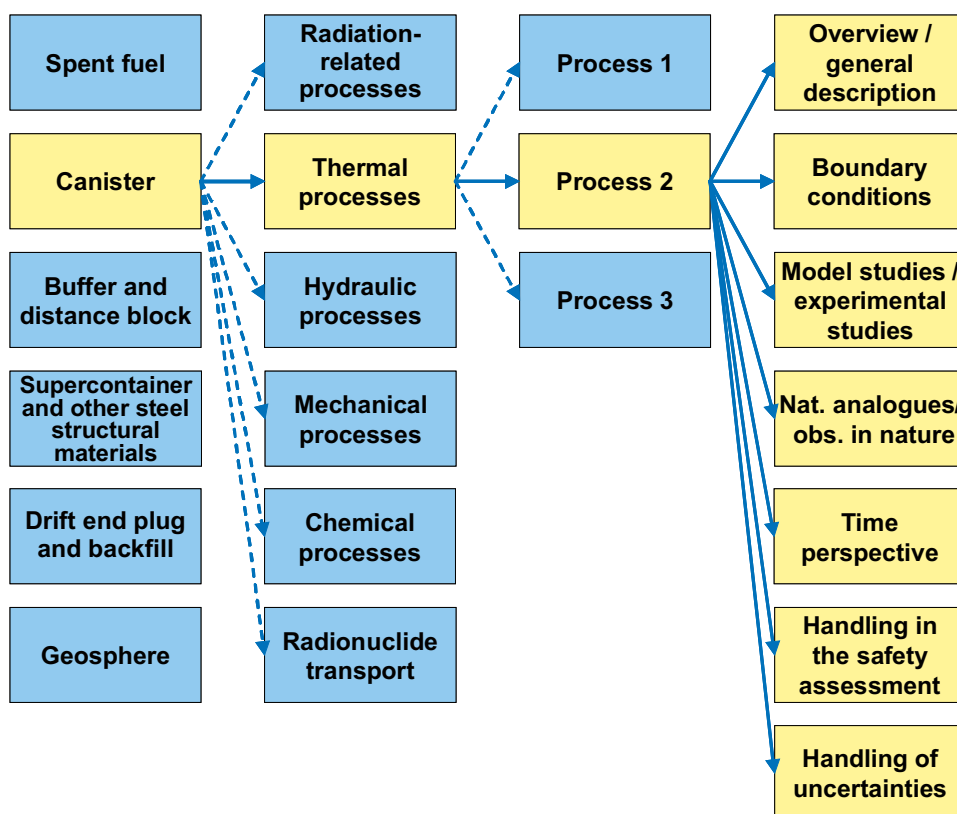 Spent fuel
Canister
Buffer and
distance block
Supercontainer
and other steel
structural
materials
Drift end plug
and backfill
Geosphere
Radiation-
related
processes
Thermal
processes
Hydraulic
processes
Mechanical
processes
Chemical
processes
Radionuclide
transport
Process 1
Process 2
Process 3
Overview /
general
description
Boundary
conditions
Model studies /
experimental
studies
Nat. analogues/
obs. in nature
Time
perspective
Handling in
the safety
assessment
Handling of
uncertainties